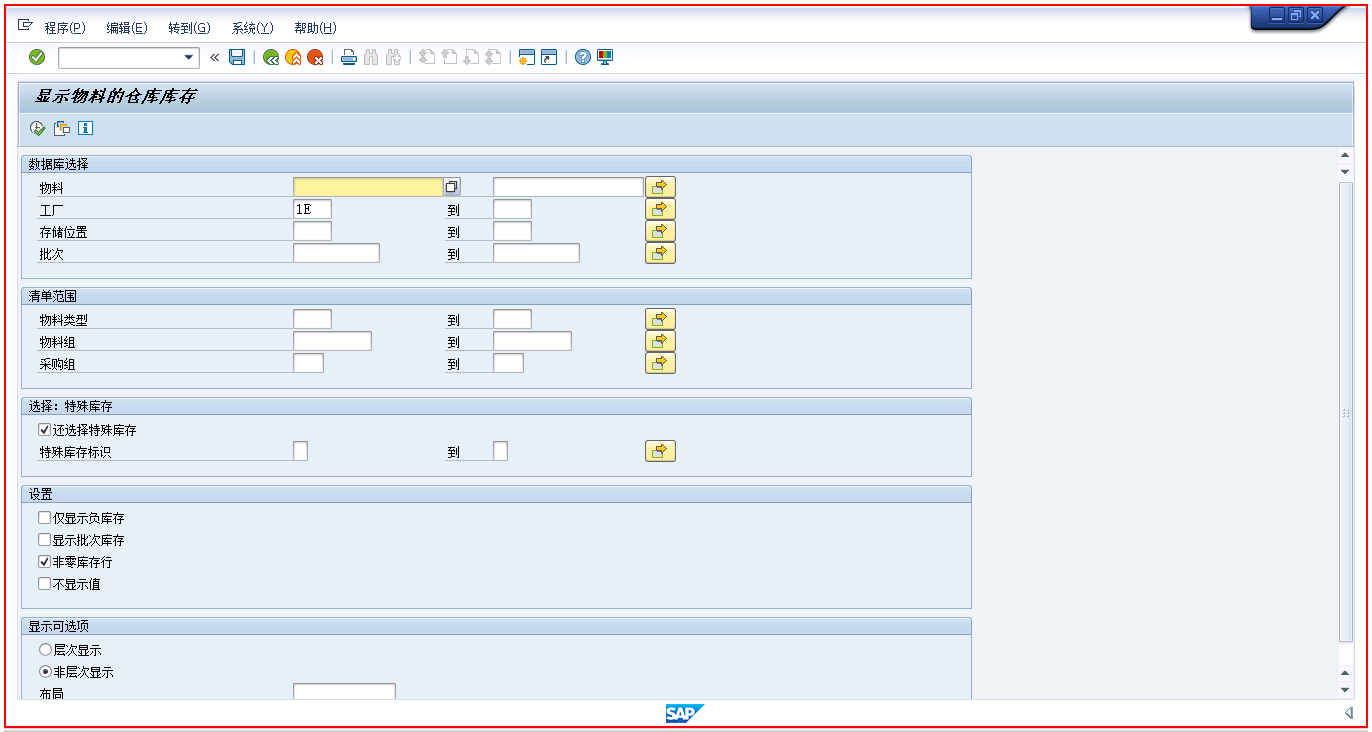 程序(P) 编辑(E) 转到(G) 系统(Y) 帮助(H)
显示物料的仓库库存
数据库选择
物料
工厂 1E 到
存储位置 到
批次 到
清单范围
物料类型 到
物料组 到
采购组 到
选择: 特殊库存
还选择特殊库存
特殊库存标识 到
设置
仅显示负库存
显示批次库存
非零库存行
不显示值
显示可选项
层次显示
非层次显示
布局
SAP